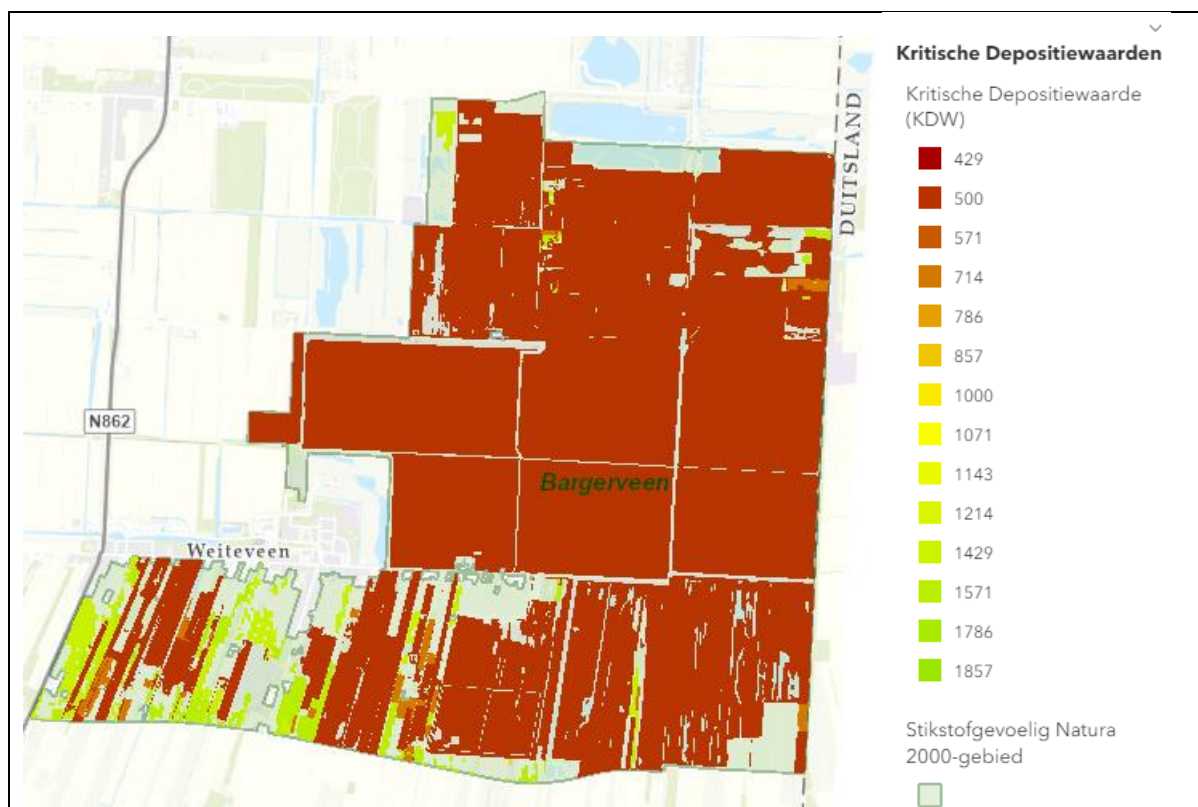 Kritische Depositiewaarden
Kritische Depositiewaarde
(KDW)
429
500
571
714
786
857
1000
1071
1143
1214
1429
1571
1786
1857
Stikstofgevoelig Natura
2000-gebied
DUITSLAND
N862
Bargerveen
Weiteveen